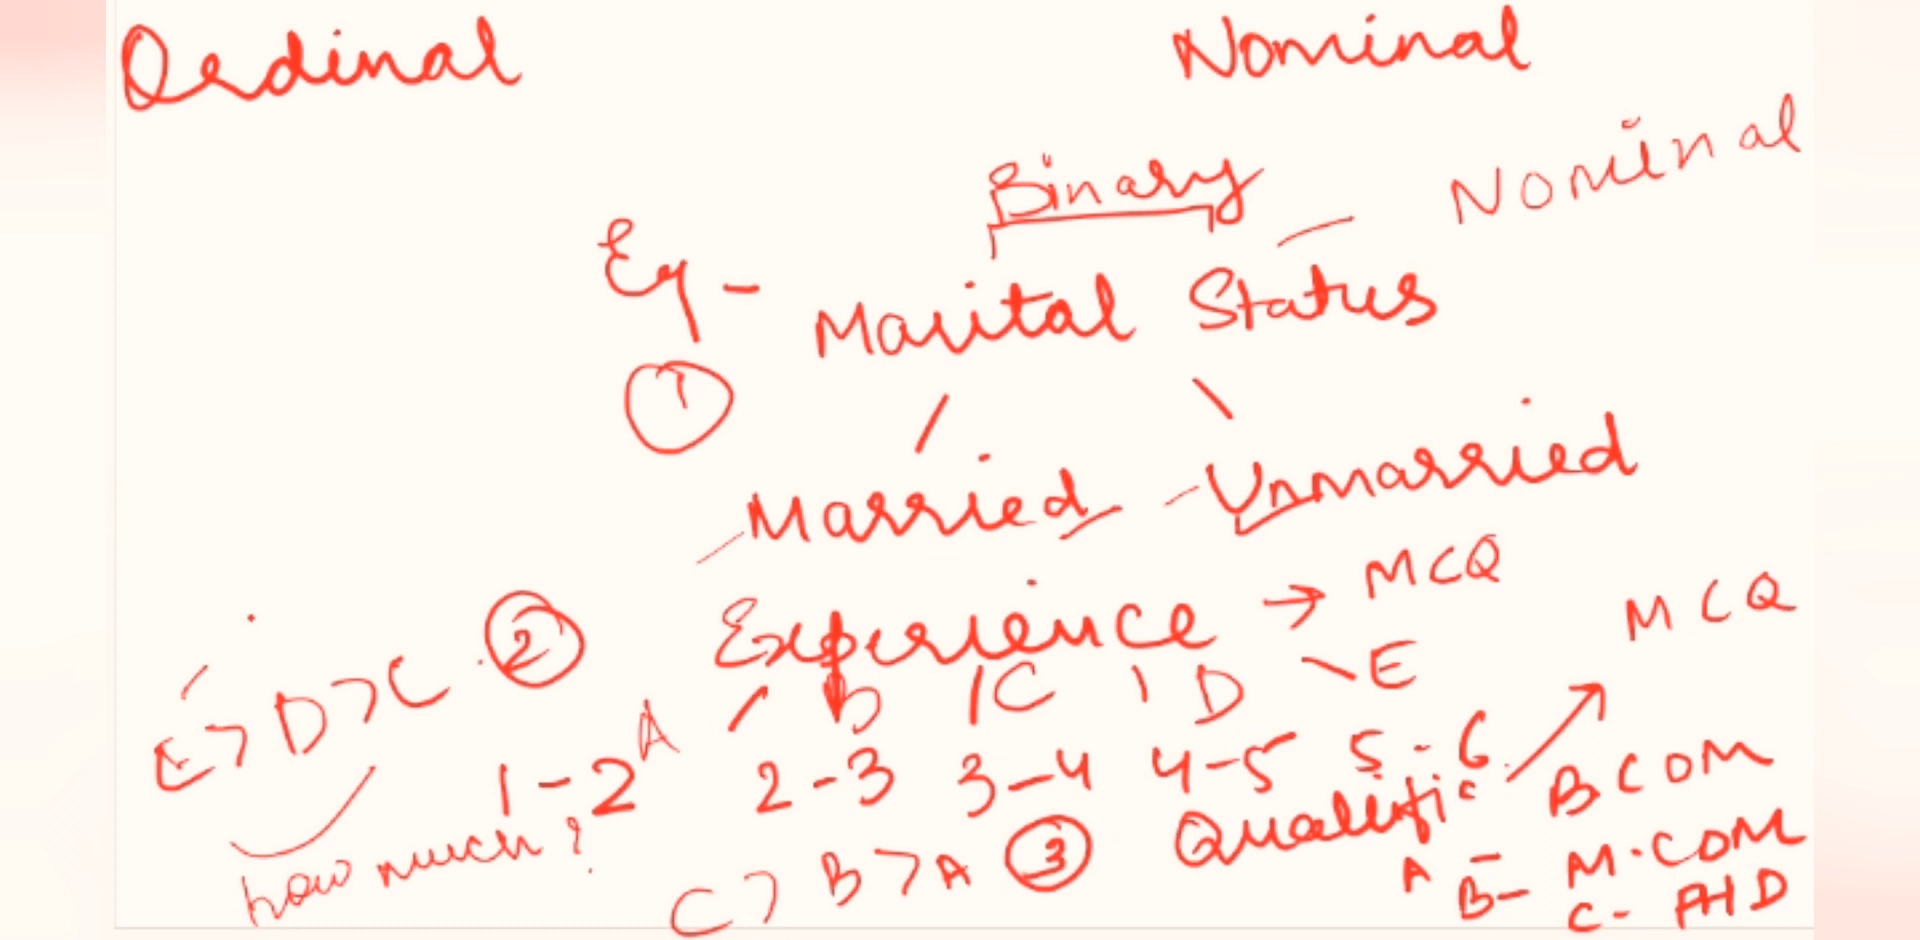 Ordinal Nominal
Binary - Nominal
Eg - Marital Status
1
Married - Unmarried
2 Experience → MCQ
A B C D E
1-2 2-3 3-4 4-5 5-6
E > D > C
how much?
3 Qualific MCQ
A - B COM
B - M.COM
C - PHD
C > B > A